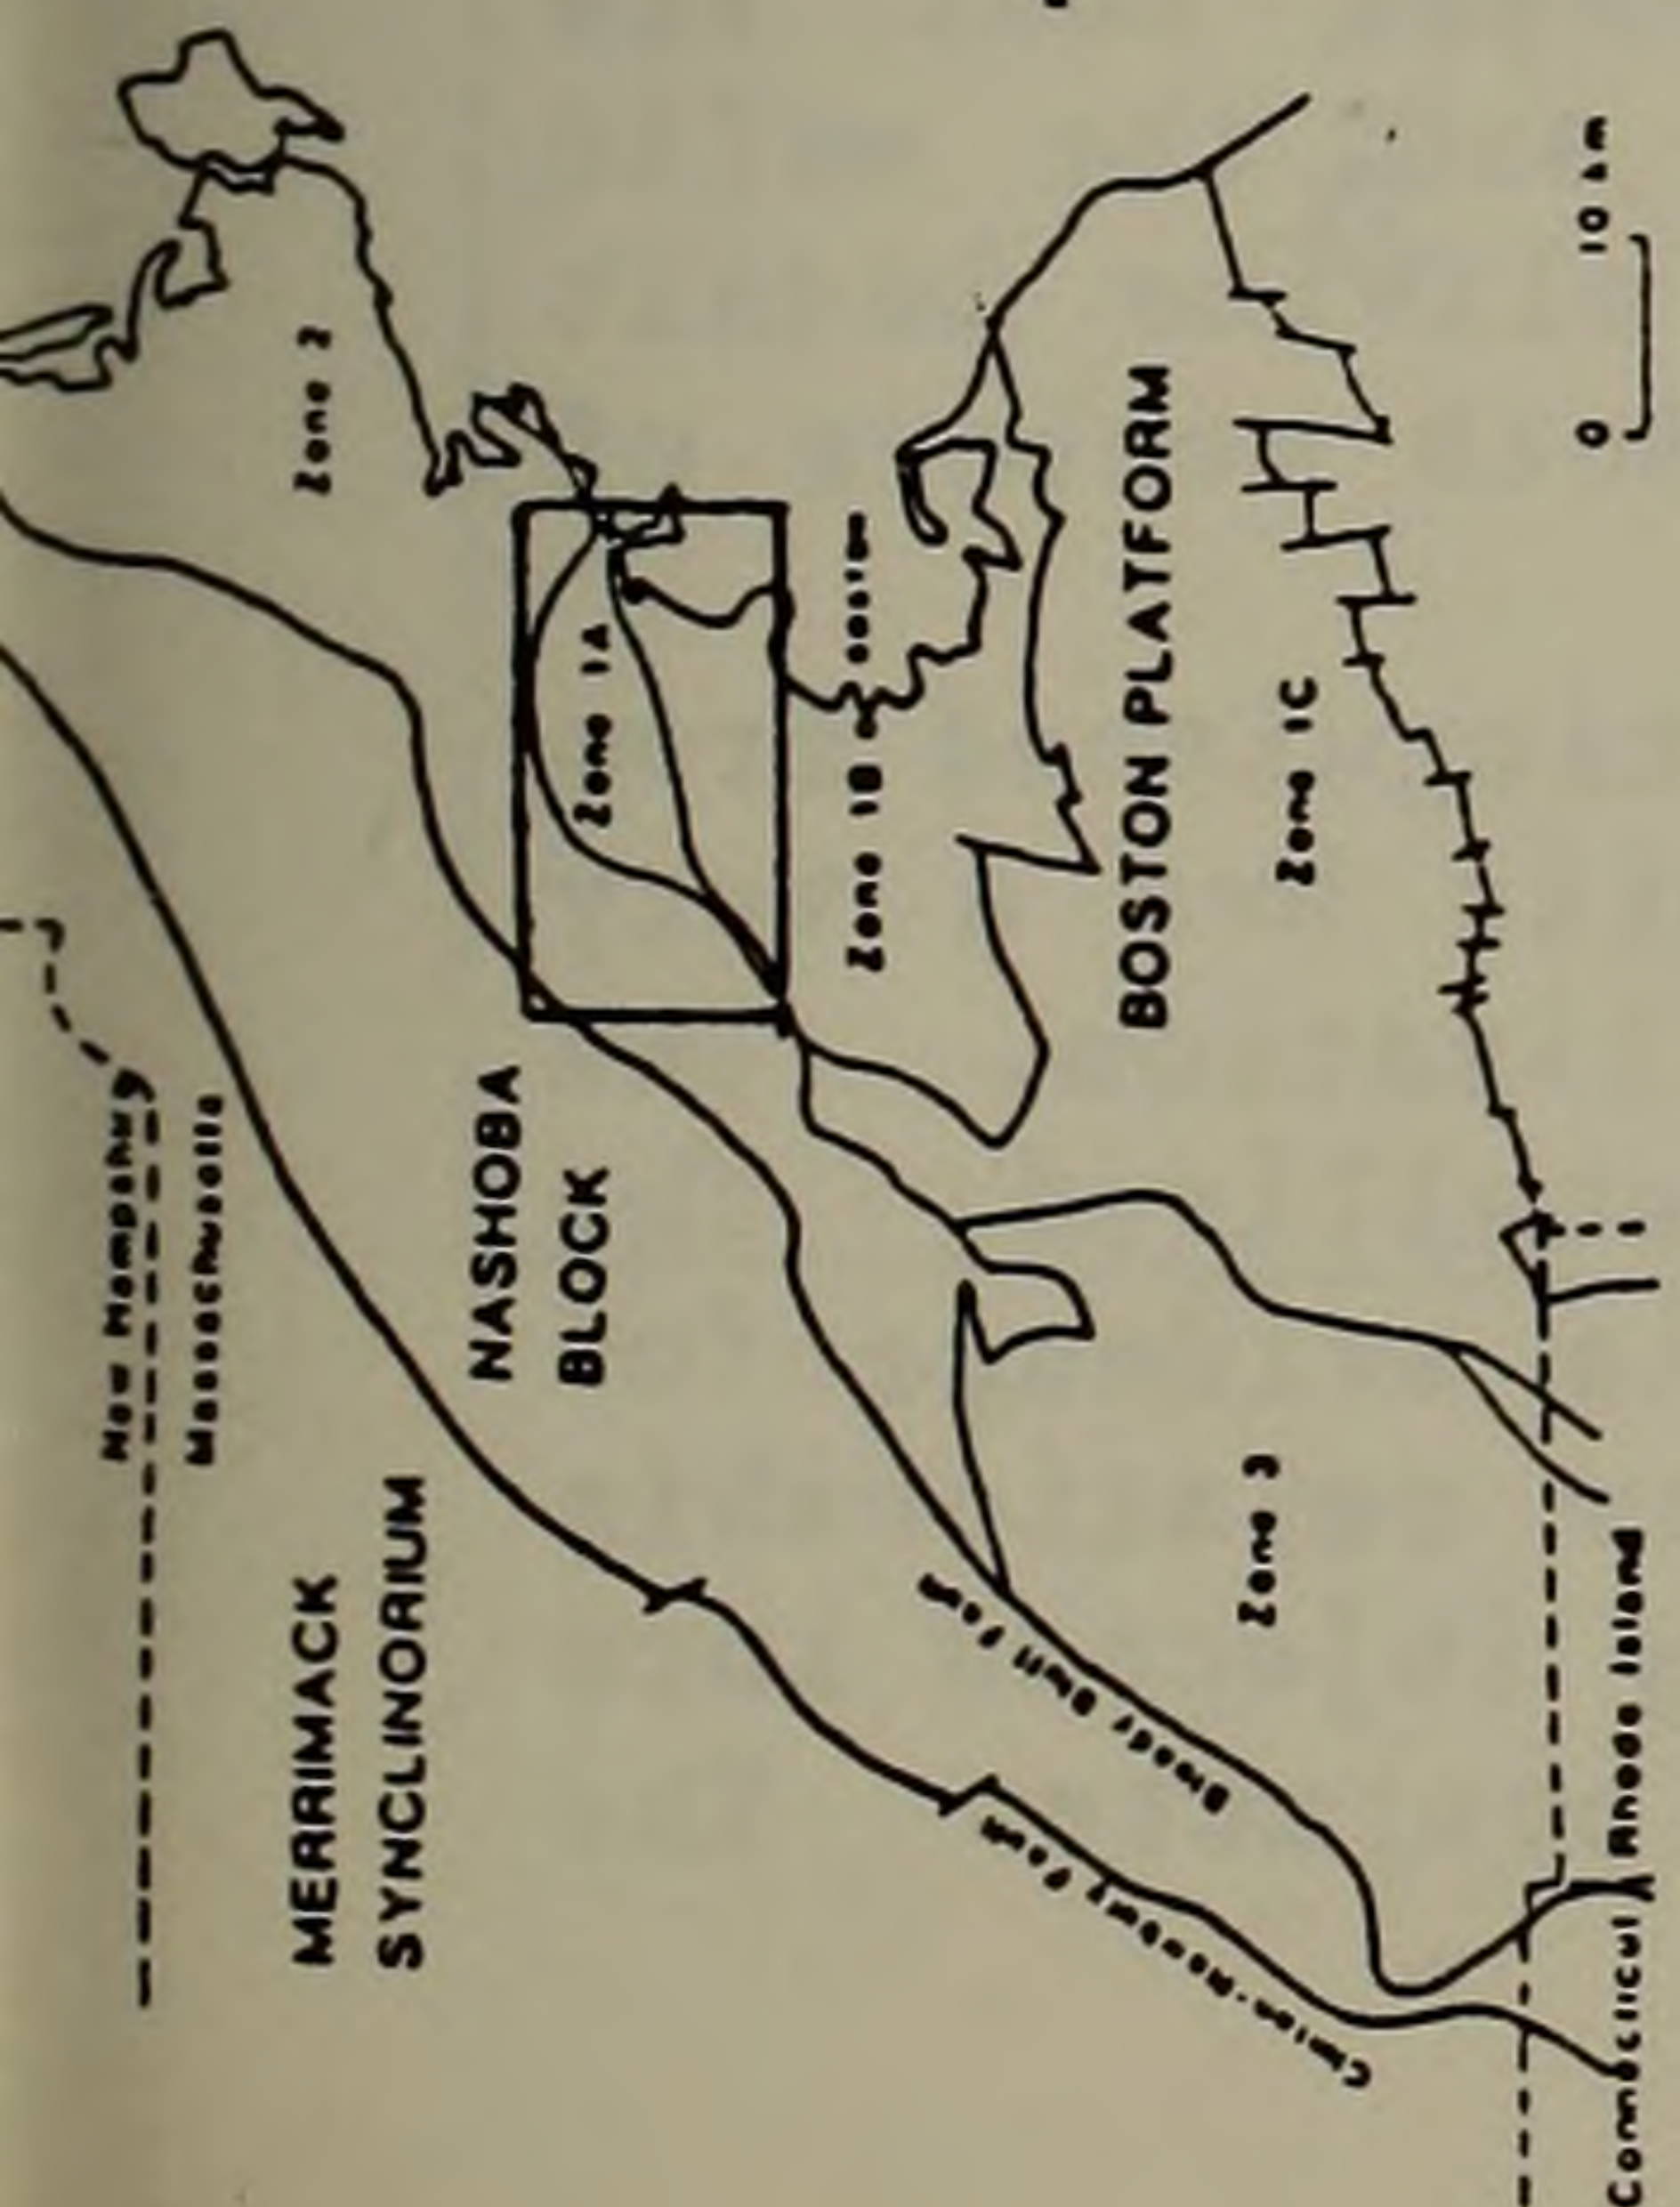 New Hampshire
Massachusetts
MERRIMACK
SYNCLINORIUM
NASHOBA
BLOCK
Zone 2
Zone 1A
Zone 1B
Boston
BOSTON PLATFORM
Zone 1C
Zone 3
Bloody Bluff Fault
Clinton-Newbury Fault
Connecticut
Rhode Island
0 10 km